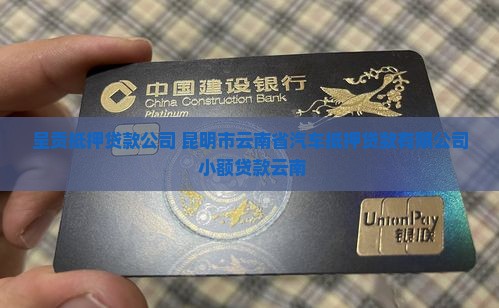 中国建设银行
China Construction Bank
Platinum
呈贡抵押贷款公司 昆明市云南省汽车抵押贷款有限公司
小额贷款云南
UnionPay
银联